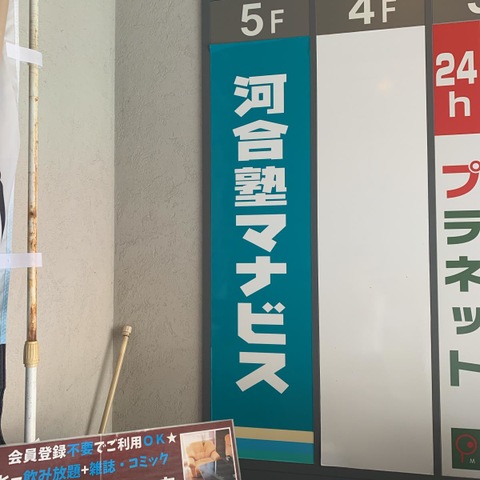 5F
河合塾マナビス
4F
24
h
プラネット
会員登録不要でご利用OK★
飲み放題+雑誌・コミック